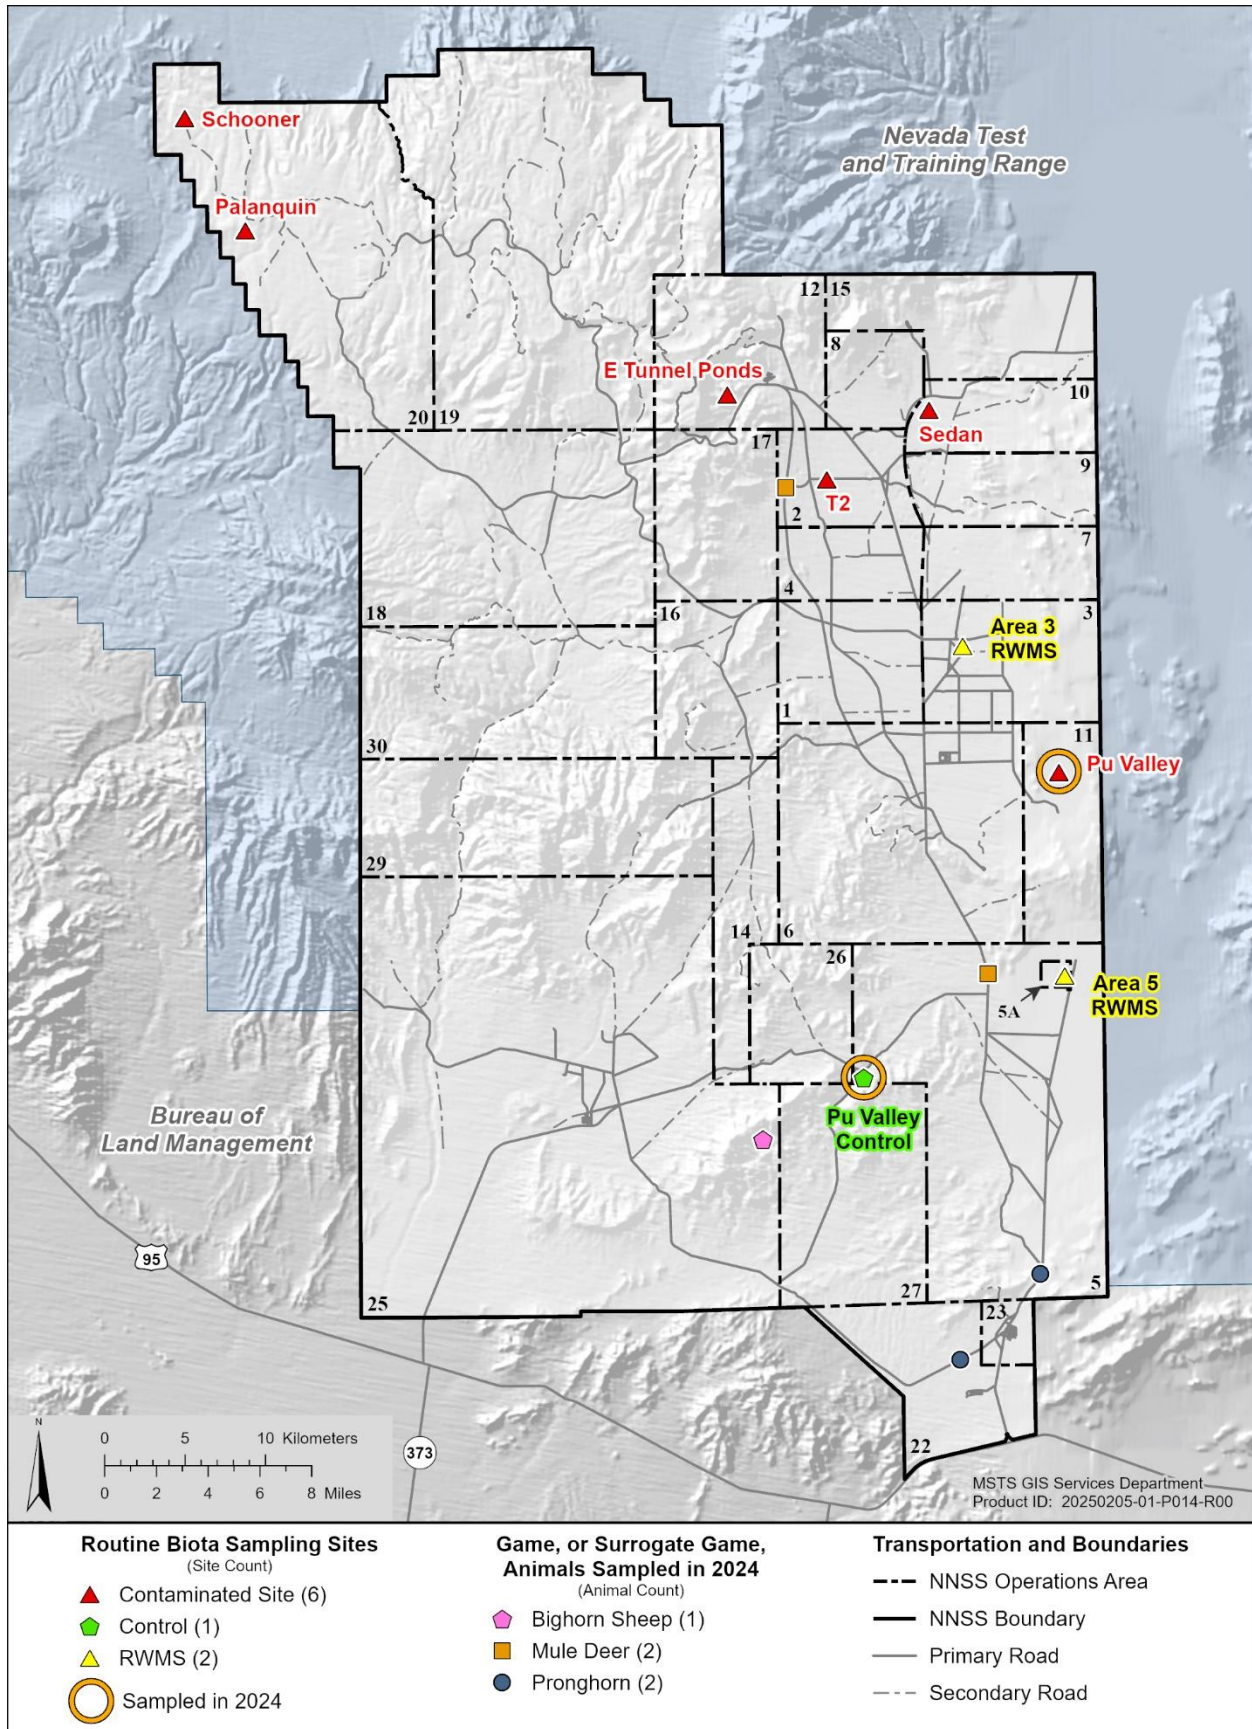 Schooner
Nevada Test
and Training Range
Palanquin
12
15
8
E Tunnel Ponds
10
20
19
Sedan
17
9
T2
2
7
4
18
16
3
Area 3
RWMS
1
30
11
Pu Valley
29
14
6
26
Area 5
RWMS
5A
Pu Valley
Control
Bureau of
Land Management
95
25
27
5
23
N
0 5 10 Kilometers
0 2 4 6 8 Miles
373
22
MSTS GIS Services Department
Product ID: 20250205-01-P014-R00
Routine Biota Sampling Sites
(Site Count)
Contaminated Site (6)
Control (1)
RWMS (2)
Sampled in 2024
Game, or Surrogate Game,
Animals Sampled in 2024
(Animal Count)
Bighorn Sheep (1)
Mule Deer (2)
Pronghorn (2)
Transportation and Boundaries
NNSS Operations Area
NNSS Boundary
Primary Road
Secondary Road